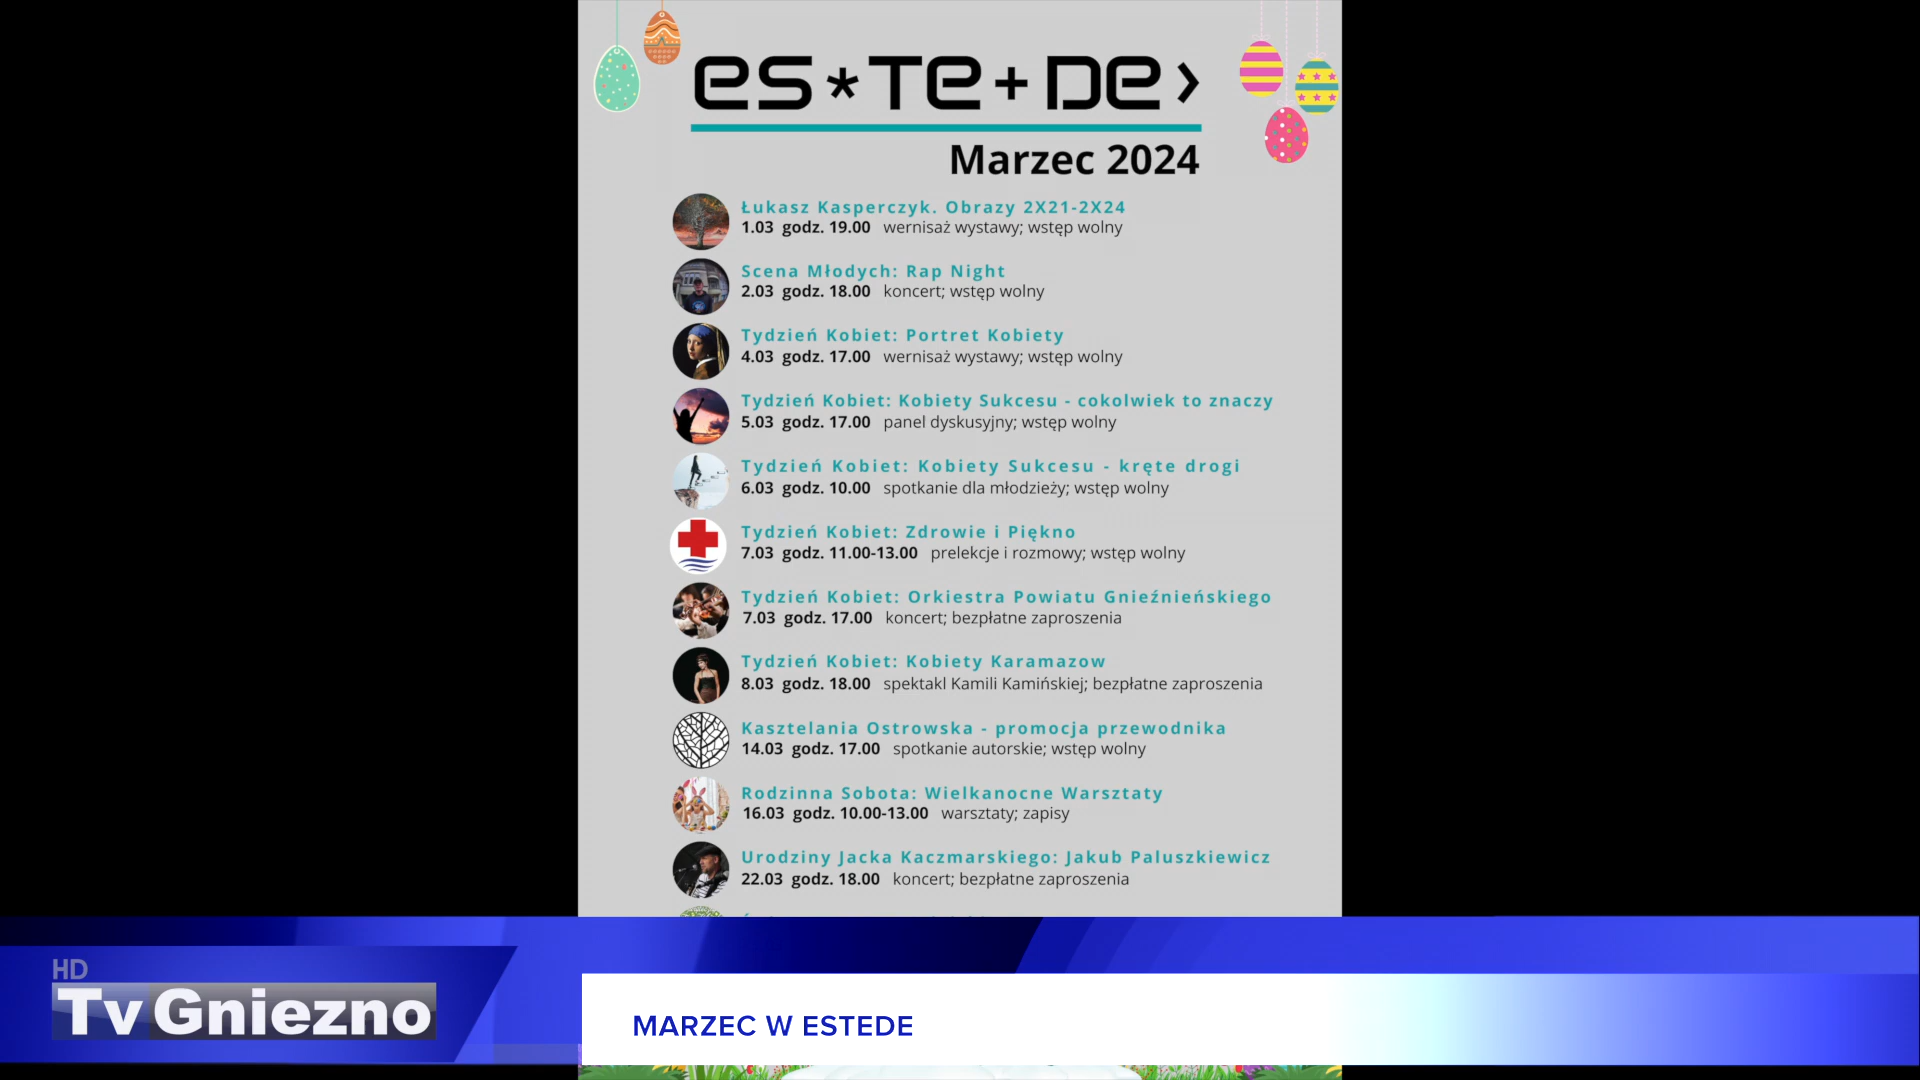 es*Te+De>
Marzec 2024
Łukasz Kasperczyk. Obrazy 2X21-2X24
1.03 godz. 19.00 wernisaż wystawy; wstęp wolny
Scena Młodych: Rap Night
2.03 godz. 18.00 koncert; wstęp wolny
Tydzień Kobiet: Portret Kobiety
4.03 godz. 17.00 wernisaż wystawy; wstęp wolny
Tydzień Kobiet: Kobiety Sukcesu - cokolwiek to znaczy
5.03 godz. 17.00 panel dyskusyjny; wstęp wolny
Tydzień Kobiet: Kobiety Sukcesu - kręte drogi
6.03 godz. 10.00 spotkanie dla młodzieży; wstęp wolny
Tydzień Kobiet: Zdrowie i Piękno
7.03 godz. 11.00-13.00 prelekcje i rozmowy; wstęp wolny
Tydzień Kobiet: Orkiestra Powiatu Gnieźnieńskiego
7.03 godz. 17.00 koncert; bezpłatne zaproszenia
Tydzień Kobiet: Kobiety Karamazow
8.03 godz. 18.00 spektakl Kamili Kamińskiej; bezpłatne zaproszenia
Kasztelania Ostrowska - promocja przewodnika
14.03 godz. 17.00 spotkanie autorskie; wstęp wolny
Rodzinna Sobota: Wielkanocne Warsztaty
16.03 godz. 10.00-13.00 warsztaty; zapisy
Urodziny Jacka Kaczmarskiego: Jakub Paluszkiewicz
22.03 godz. 18.00 koncert; bezpłatne zaproszenia
HD
Tv Gniezno
MARZEC W ESTEDE